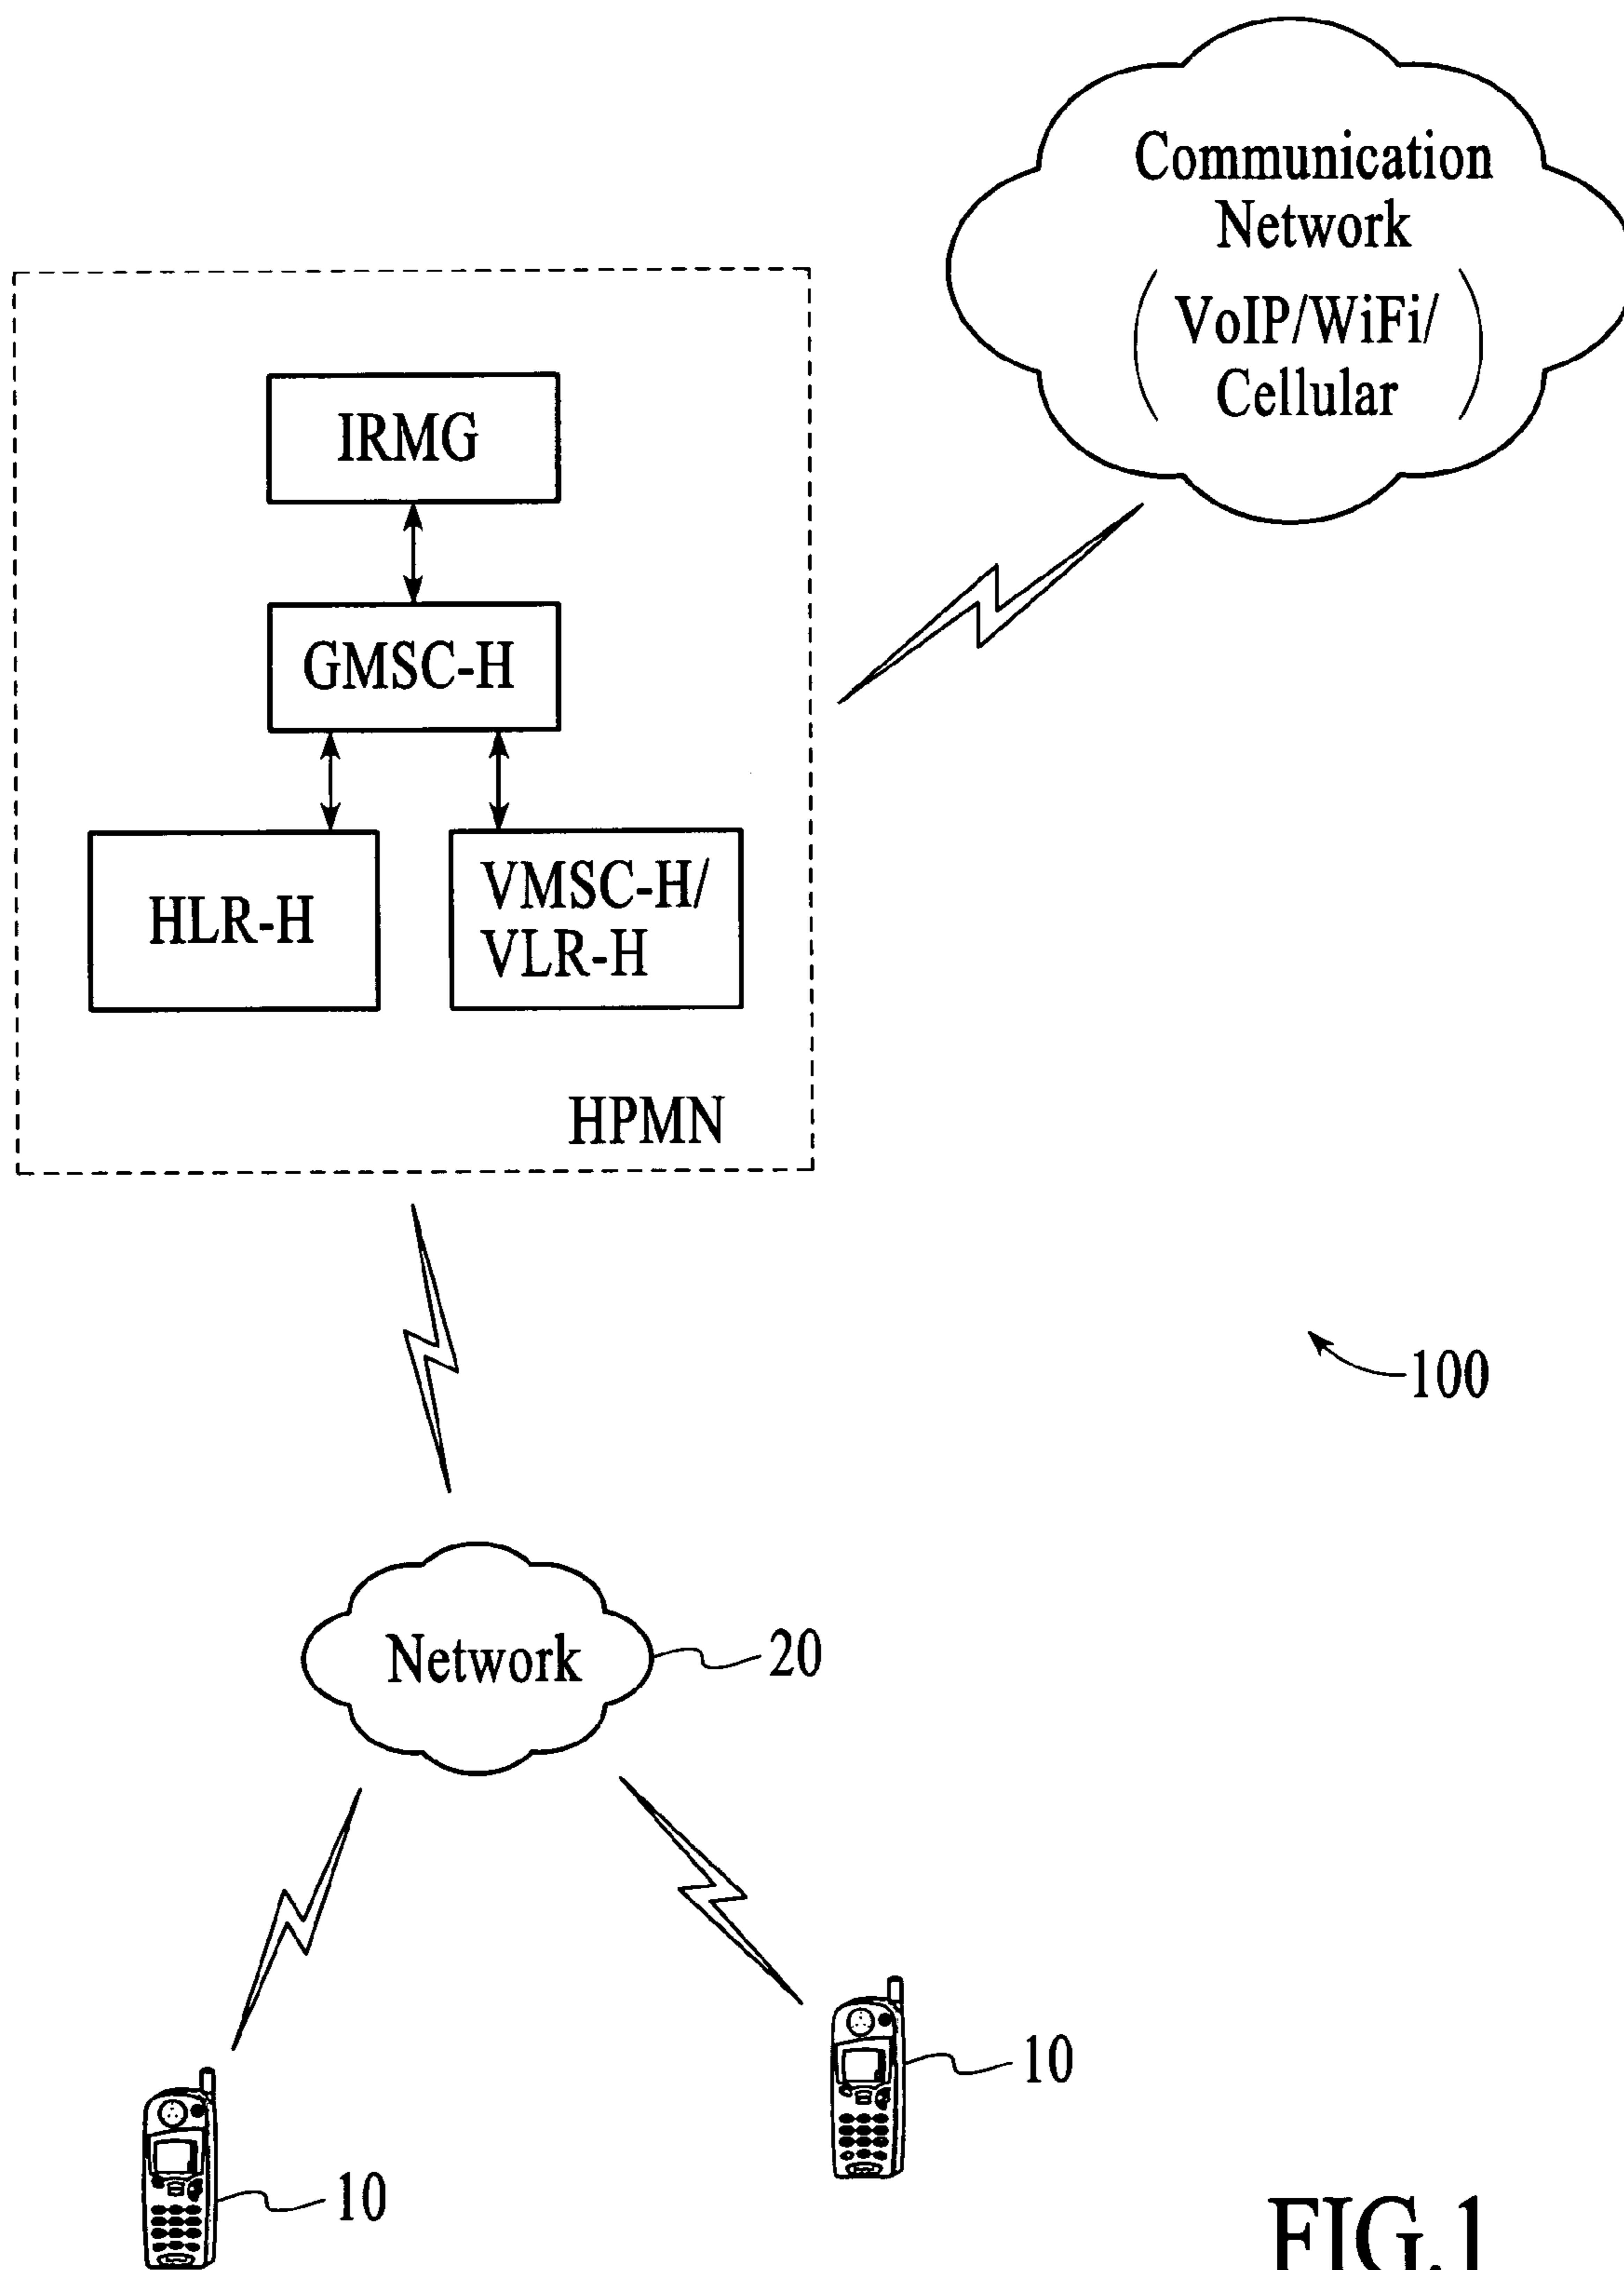 Communication
Network
VoIP/WiFi/
Cellular
IRMG
GMSC-H
HLR-H
VMSC-H/
VLR-H
HPMN
100
Network
20
10
10
FIG.1